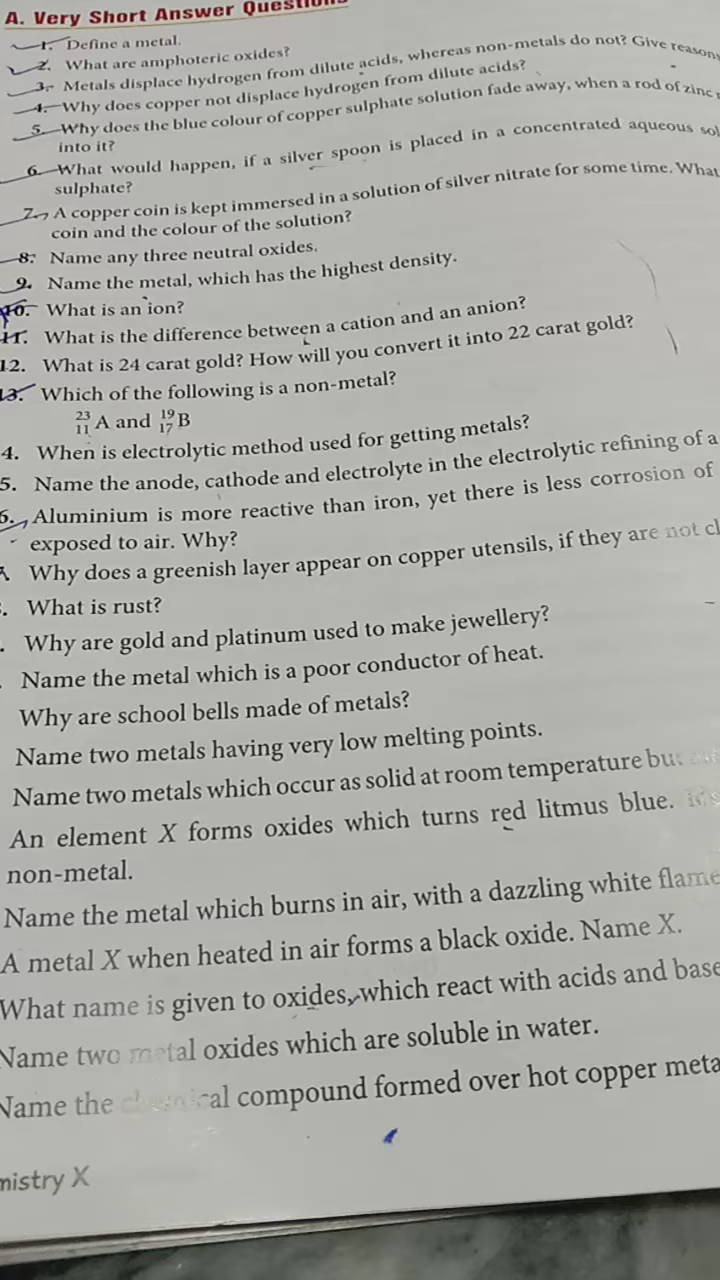 A. Very Short Answer Questions
1. Define a metal.
2. What are amphoteric oxides?
3. Metals displace hydrogen from dilute acids, whereas non-metals do not? Give reason
4. Why does copper not displace hydrogen from dilute acids?
5. Why does the blue colour of copper sulphate solution fade away, when a rod of zinc
into it?
6. What would happen, if a silver spoon is placed in a concentrated aqueous sol
sulphate?
7. A copper coin is kept immersed in a solution of silver nitrate for some time. What
coin and the colour of the solution?
8. Name any three neutral oxides.
9. Name the metal, which has the highest density.
10. What is an ion?
11. What is the difference between a cation and an anion?
12. What is 24 carat gold? How will you convert it into 22 carat gold?
13. Which of the following is a non-metal?
²³₁₁A and ¹⁹₁₇B
4. When is electrolytic method used for getting metals?
5. Name the anode, cathode and electrolyte in the electrolytic refining of a
6. Aluminium is more reactive than iron, yet there is less corrosion of
exposed to air. Why?
Why does a greenish layer appear on copper utensils, if they are not cl
. What is rust?
. Why are gold and platinum used to make jewellery?
Name the metal which is a poor conductor of heat.
Why are school bells made of metals?
Name two metals having very low melting points.
Name two metals which occur as solid at room temperature but
An element X forms oxides which turns red litmus blue.
non-metal.
Name the metal which burns in air, with a dazzling white flame
A metal X when heated in air forms a black oxide. Name X.
What name is given to oxides, which react with acids and base
Name two metal oxides which are soluble in water.
Name the chemical compound formed over hot copper meta
mistry X